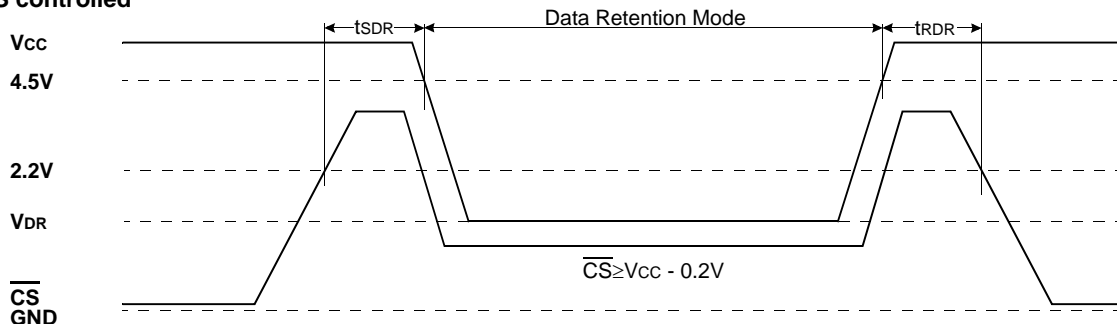 controlled
tSDR
Data Retention Mode
tRDR
VCC
4.5V
2.2V
VDR
CS≥VCC - 0.2V
CS
GND